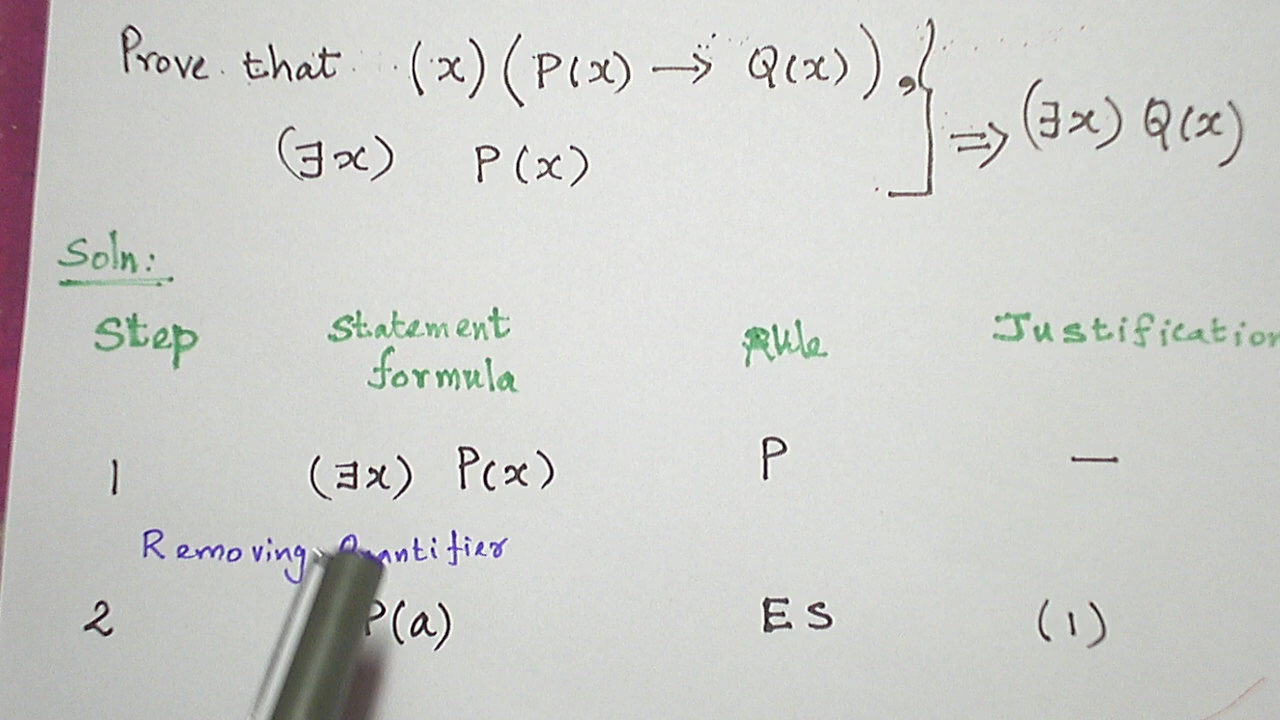 Prove that (x) (P(x) → Q(x)), } ⇒ (∃x) Q(x)
(∃x) P(x)
Soln:
Step Statement formula Rule Justification
1 (∃x) P(x) P —
Removing Quantifier
2 P(a) ES (1)